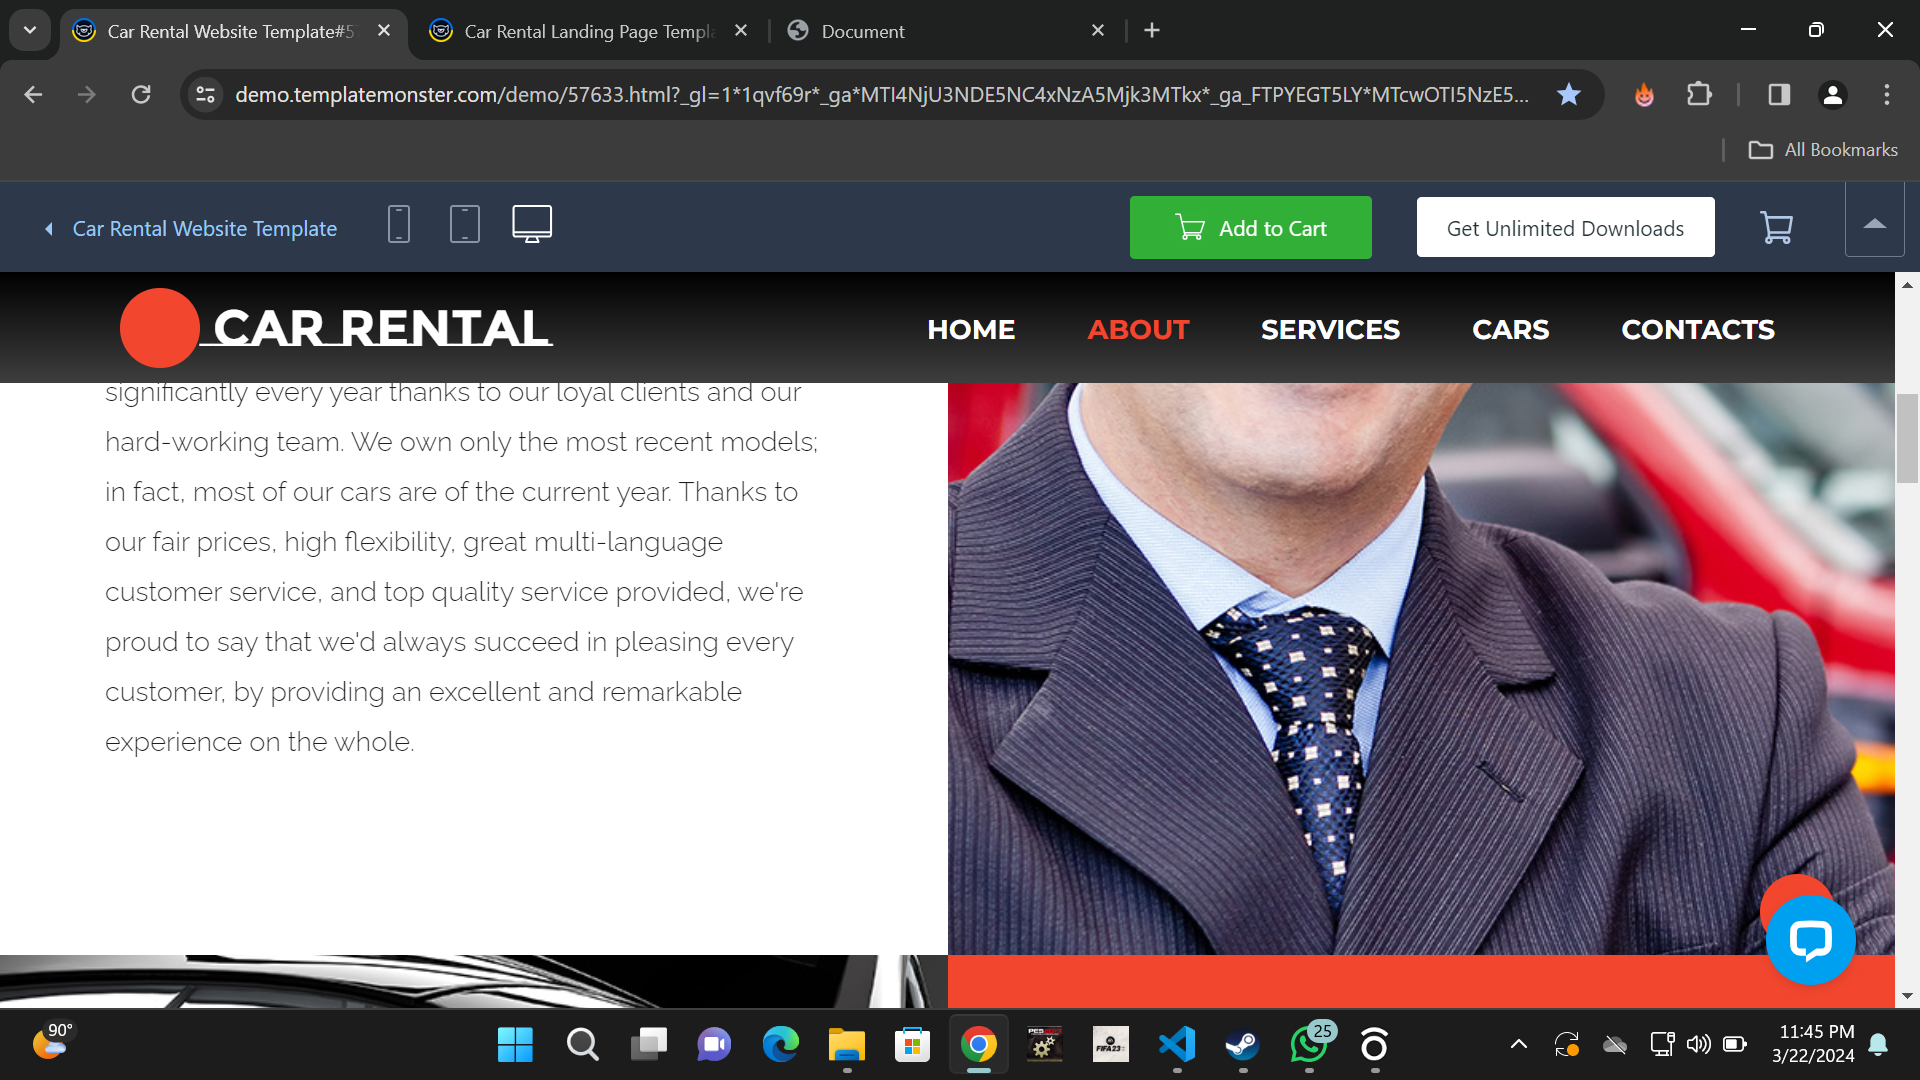 Car Rental Website Template#5
Car Rental Landing Page Templa
Document
demo.templatemonster.com/demo/57633.html?_gl=1*1qvf69r*_ga*MTI4NjU3NDE5NC4xNzA5Mjk3MTkx*_ga_FTPYEGT5LY*MTcwOTI5NzE5...
All Bookmarks
Car Rental Website Template
Add to Cart
Get Unlimited Downloads
CAR RENTAL
HOME
ABOUT
SERVICES
CARS
CONTACTS
significantly every year thanks to our loyal clients and our
hard-working team. We own only the most recent models;
in fact, most of our cars are of the current year. Thanks to
our fair prices, high flexibility, great multi-language
customer service, and top quality service provided, we're
proud to say that we'd always succeed in pleasing every
customer, by providing an excellent and remarkable
experience on the whole.
90°
FIFA 23
25
11:45 PM
3/22/2024